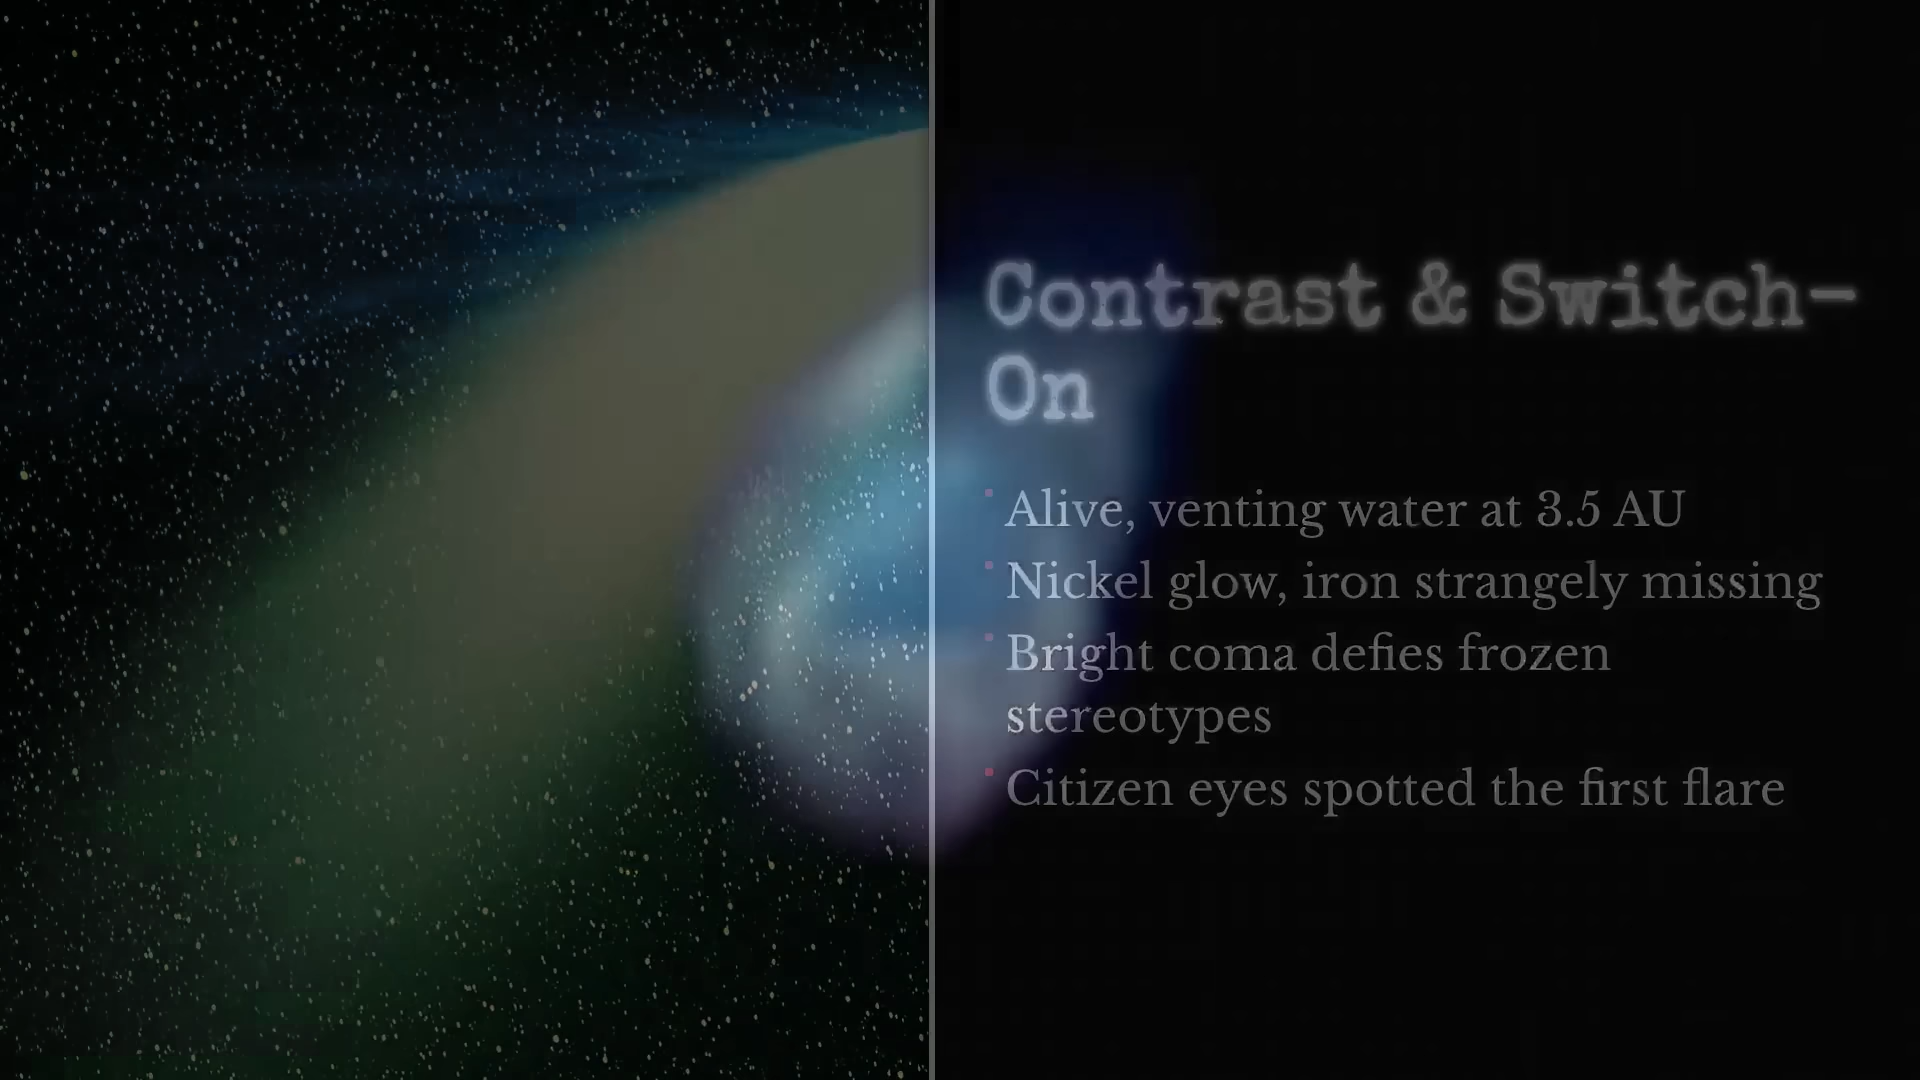 Contrast & Switch-
On
Alive, venting water at 3.5 AU
Nickel glow, iron strangely missing
Bright coma defies frozen
stereotypes
Citizen eyes spotted the first flare